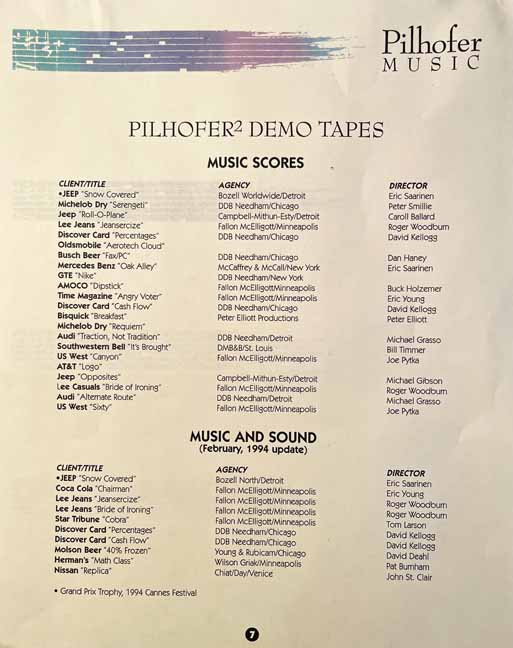 Pilhofer
MUSIC
PILHOFER² DEMO TAPES
MUSIC SCORES
CLIENT/TITLE AGENCY DIRECTOR
•JEEP "Snow Covered" Bozell Worldwide/Detroit Eric Saarinen
Michelob Dry "Serengeti" DDB Needham/Chicago Peter Smillie
Jeep "Roll-O-Plane" Campbell-Mithun-Esty/Detroit Caroll Ballard
Lee Jeans "Jeansercize" Fallon McElligott/Minneapolis Roger Woodburn
Discover Card "Percentages" DDB Needham/Chicago David Kellogg
Oldsmobile "Aerotech Cloud"
Busch Beer "Fax/PC" DDB Needham/Chicago Dan Haney
Mercedes Benz "Oak Alley" McCaffrey & McCall/New York Eric Saarinen
GTE "Nike" DDB Needham/New York
AMOCO "Dipstick" Fallon McElligott/Minneapolis Buck Holzemer
Time Magazine "Angry Voter" Fallon McElligott/Minneapolis Eric Young
Discover Card "Cash Flow" DDB Needham/Chicago David Kellogg
Bisquick "Breakfast" Peter Elliott Productions Peter Elliott
Michelob Dry "Requiem"
Audi "Traction, Not Tradition" DDB Needham/Detroit Michael Grasso
Southwestern Bell "It's Brought" DMB&B/St. Louis Bill Timmer
US West "Canyon" Fallon McElligott/Minneapolis Joe Pytka
AT&T "Logo"
Jeep "Opposites" Campbell-Mithun-Esty/Detroit Michael Gibson
Lee Casuals "Bride of Ironing" Fallon McElligott/Minneapolis Roger Woodburn
Audi "Alternate Route" DDB Needham/Detroit Michael Grasso
US West "Sixty" Fallon McElligott/Minneapolis Joe Pytka
MUSIC AND SOUND
(February, 1994 update)
CLIENT/TITLE AGENCY DIRECTOR
•JEEP "Snow Covered" Bozell North/Detroit Eric Saarinen
Coca Cola "Chairman" Fallon McElligott/Minneapolis Eric Young
Lee Jeans "Jeansercize" Fallon McElligott/Minneapolis Roger Woodburn
Lee Jeans "Bride of Ironing" Fallon McElligott/Minneapolis Roger Woodburn
Star Tribune "Cobra" Fallon McElligott/Minneapolis Tom Larson
Discover Card "Percentages" DDB Needham/Chicago David Kellogg
Discover Card "Cash Flow" DDB Needham/Chicago David Kellogg
Molson Beer "40% Frozen" Young & Rubicam/Chicago David Deahl
Herman's "Math Class" Wilson Griak/Minneapolis Pat Burnham
Nissan "Replica" Chiat/Day/Venice John St. Clair
• Grand Prix Trophy, 1994 Cannes Festival
7